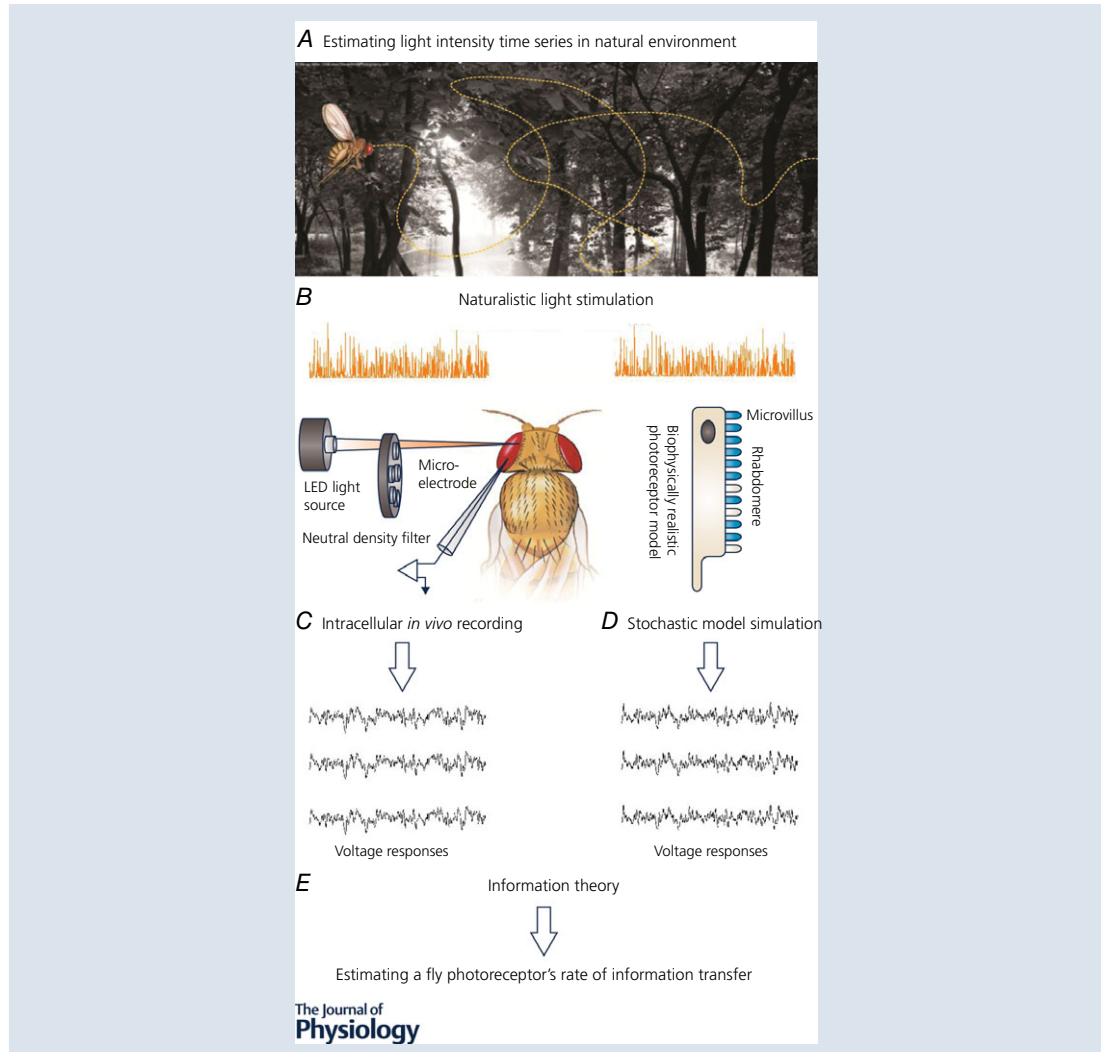 A Estimating light intensity time series in natural environment
B Naturalistic light stimulation
Microvillus
Rhabdomere
Biophysically realistic
photoreceptor model
Micro-
electrode
LED light
source
Neutral density filter
C Intracellular in vivo recording
D Stochastic model simulation
Voltage responses
Voltage responses
E Information theory
Estimating a fly photoreceptor’s rate of information transfer
The Journal of
Physiology